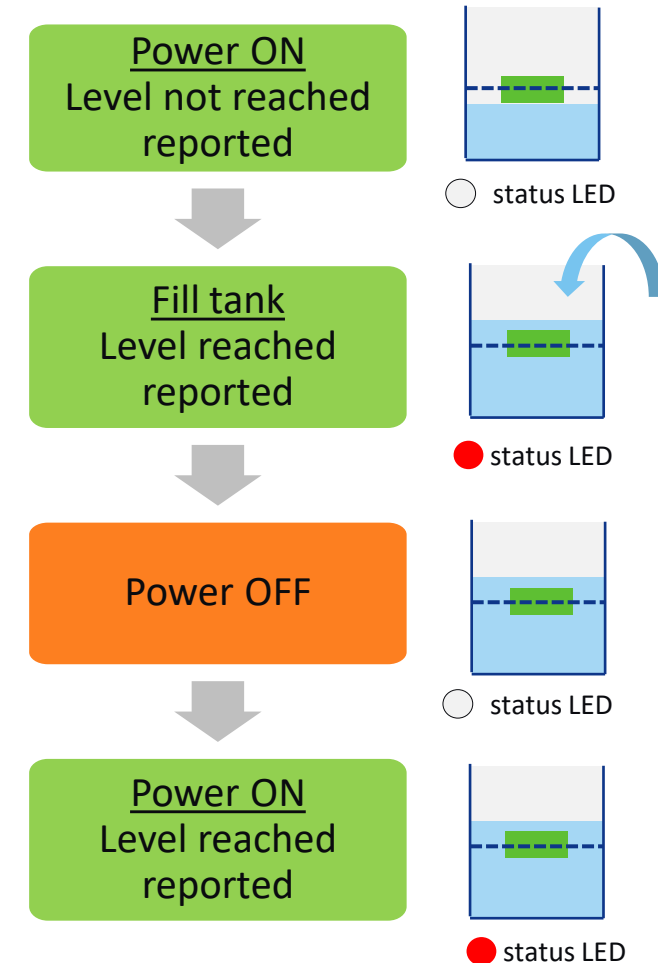 Power ON
Level not reached
reported
status LED
Fill tank
Level reached
reported
status LED
Power OFF
status LED
Power ON
Level reached
reported
status LED